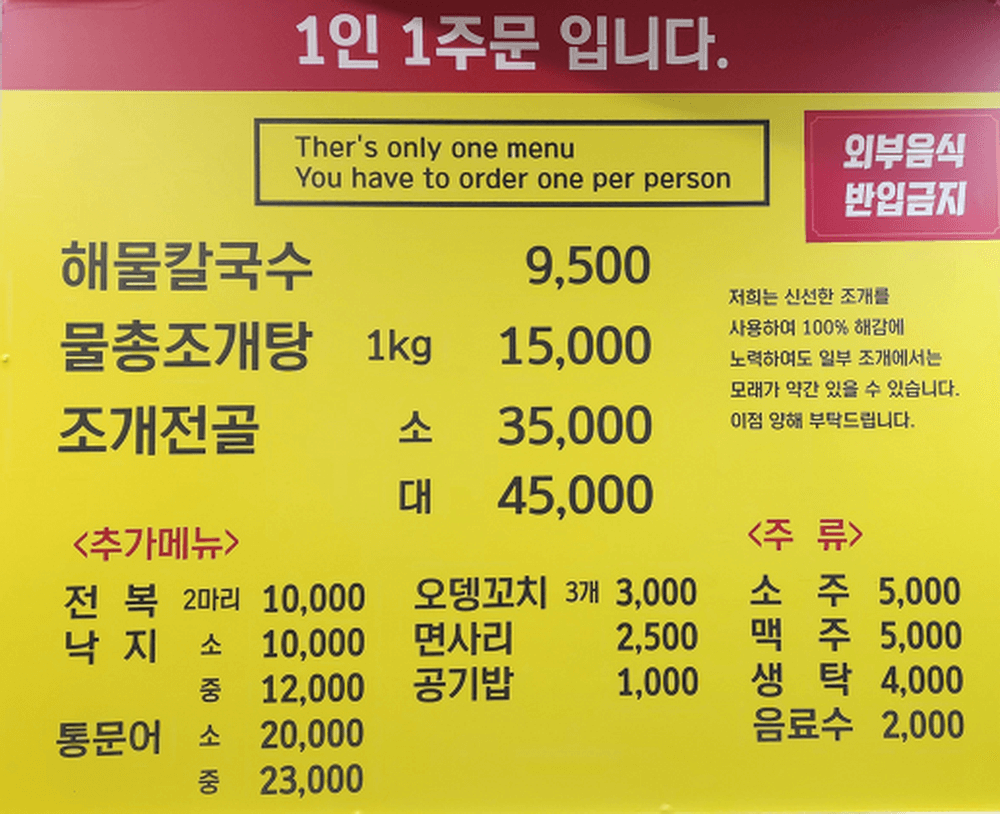 1인 1주문 입니다.
Ther's only one menu
You have to order one per person
외부음식
반입금지
해물칼국수 9,500
물총조개탕 1kg 15,000
조개전골 소 35,000
대 45,000
저희는 신선한 조개를
사용하여 100% 해감에
노력하여도 일부 조개에서는
모래가 약간 있을 수 있습니다.
이점 양해 부탁드립니다.
<추가메뉴>
전 복 2마리 10,000
낙 지 소 10,000
중 12,000
통문어 소 20,000
중 23,000
오뎅꼬치 3개 3,000
면사리 2,500
공기밥 1,000
<주 류>
소 주 5,000
맥 주 5,000
생 탁 4,000
음료수 2,000